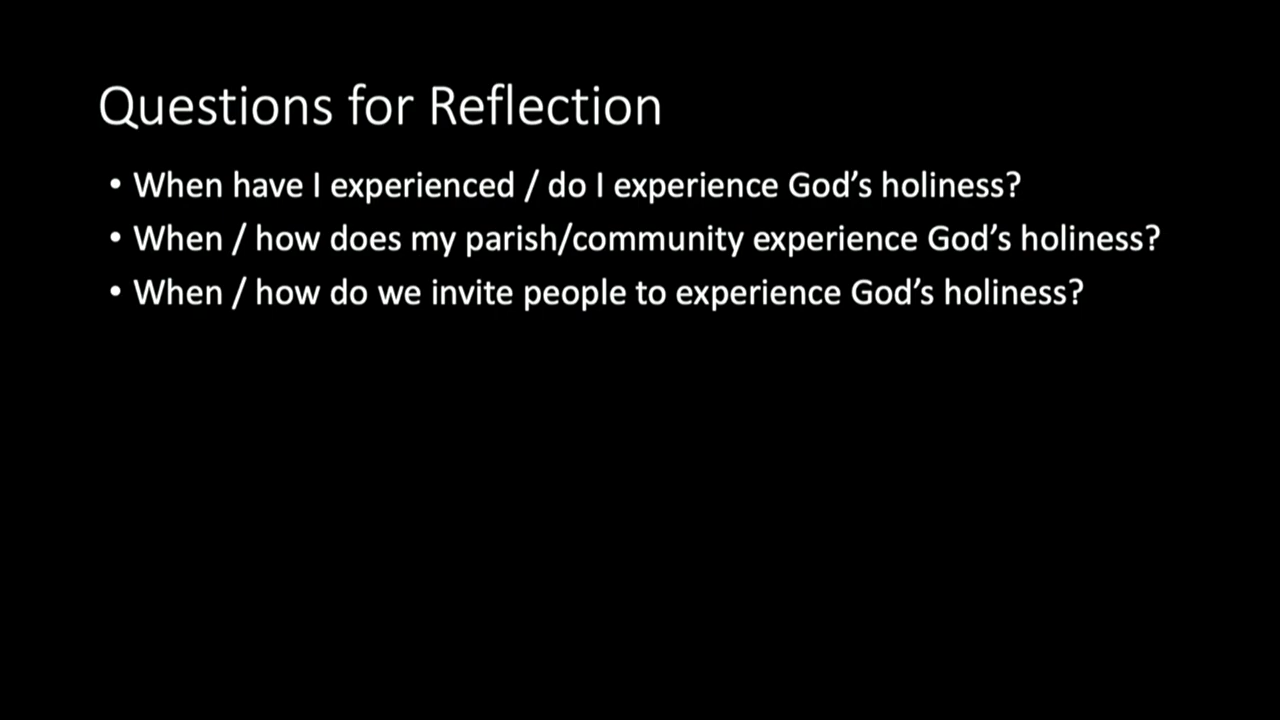 Questions for Reflection
• When have I experienced / do I experience God’s holiness?
• When / how does my parish/community experience God’s holiness?
• When / how do we invite people to experience God’s holiness?